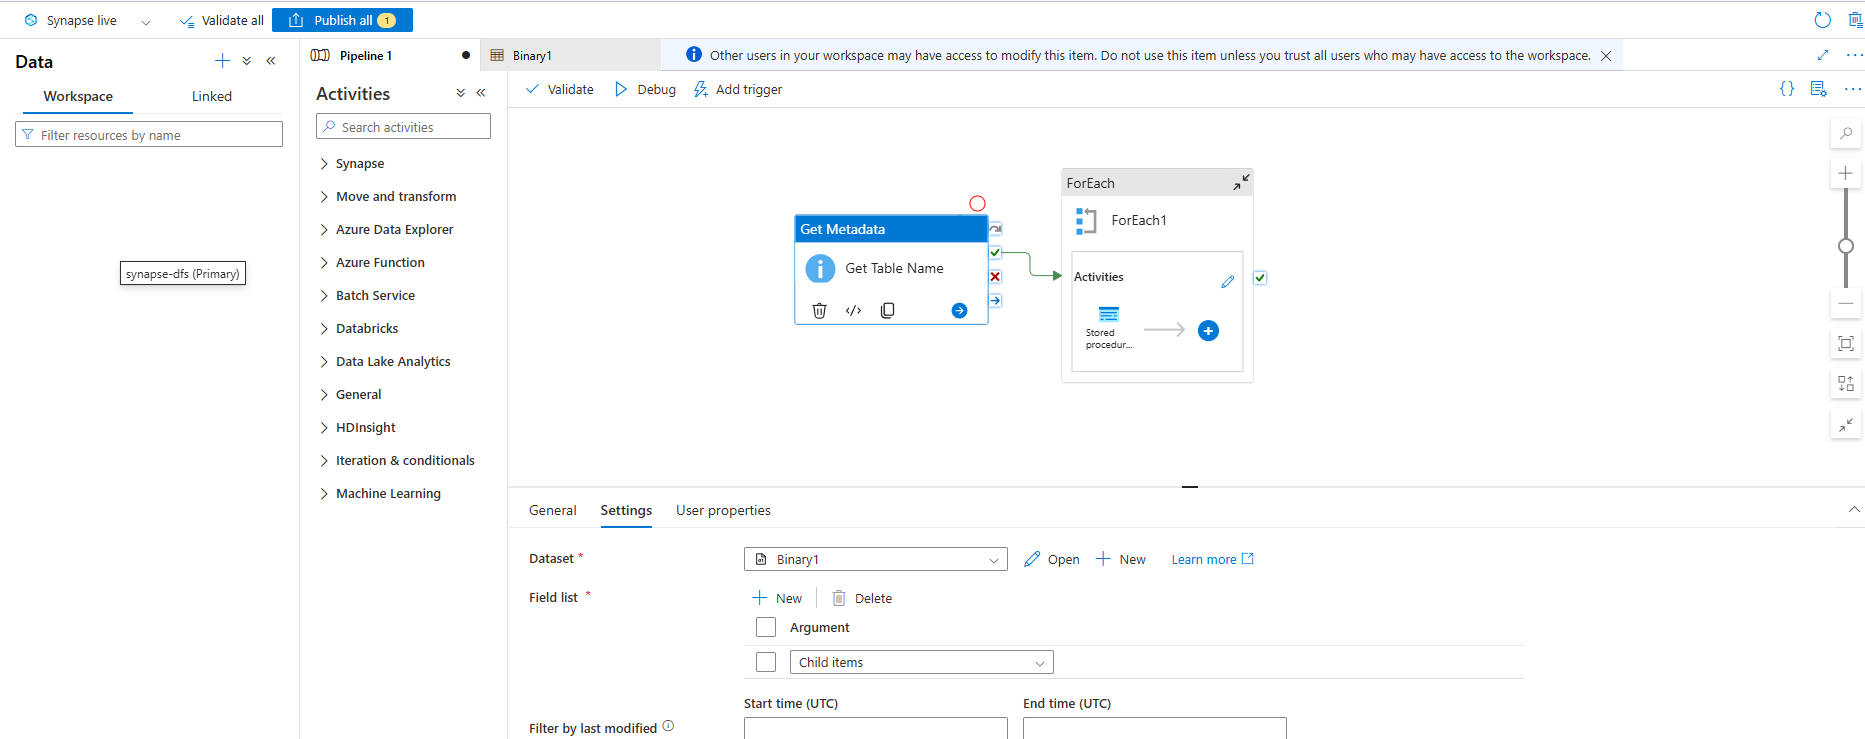 Synapse live
Validate all
Publish all 1
Data
Workspace
Linked
Filter resources by name
synapse-dfs (Primary)
Pipeline 1
Binary1
Other users in your workspace may have access to modify this item. Do not use this item unless you trust all users who may have access to the workspace.
Activities
Search activities
Synapse
Move and transform
Azure Data Explorer
Azure Function
Batch Service
Databricks
Data Lake Analytics
General
HDInsight
Iteration & conditionals
Machine Learning
Validate
Debug
Add trigger
Get Metadata
Get Table Name
ForEach
ForEach1
Activities
Stored
procedur...
General
Settings
User properties
Dataset *
Binary1
Open
New
Learn more
Field list *
New
Delete
Argument
Child items
Start time (UTC)
End time (UTC)
Filter by last modified